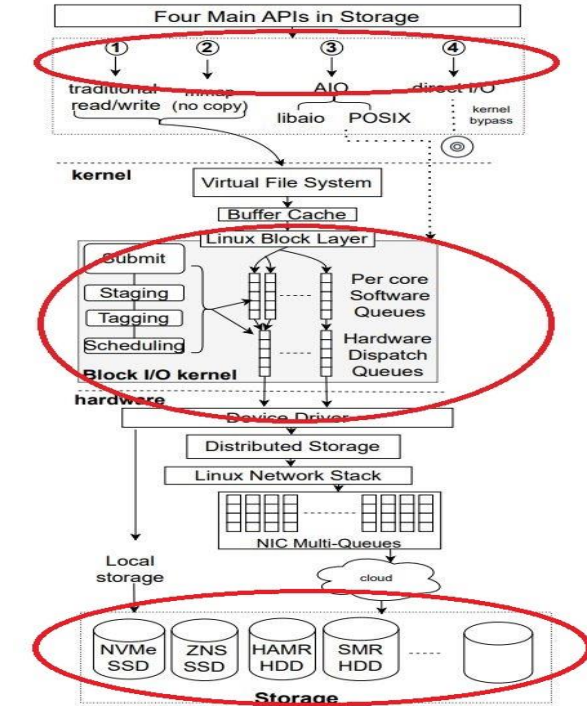 Four Main APIs in Storage
1 2 3 4
traditional read/write
mmap (no copy)
AIO
direct I/O
libaio POSIX
kernel bypass
kernel
Virtual File System
Buffer Cache
Linux Block Layer
Submit
Staging
Tagging
Scheduling
Per core
Software
Queues
Hardware
Dispatch
Queues
Block I/O kernel
hardware
Device Driver
Distributed Storage
Linux Network Stack
NIC Multi-Queues
Local
storage
cloud
NVMe
SSD
ZNS
SSD
HAMR
HDD
SMR
HDD
Storage